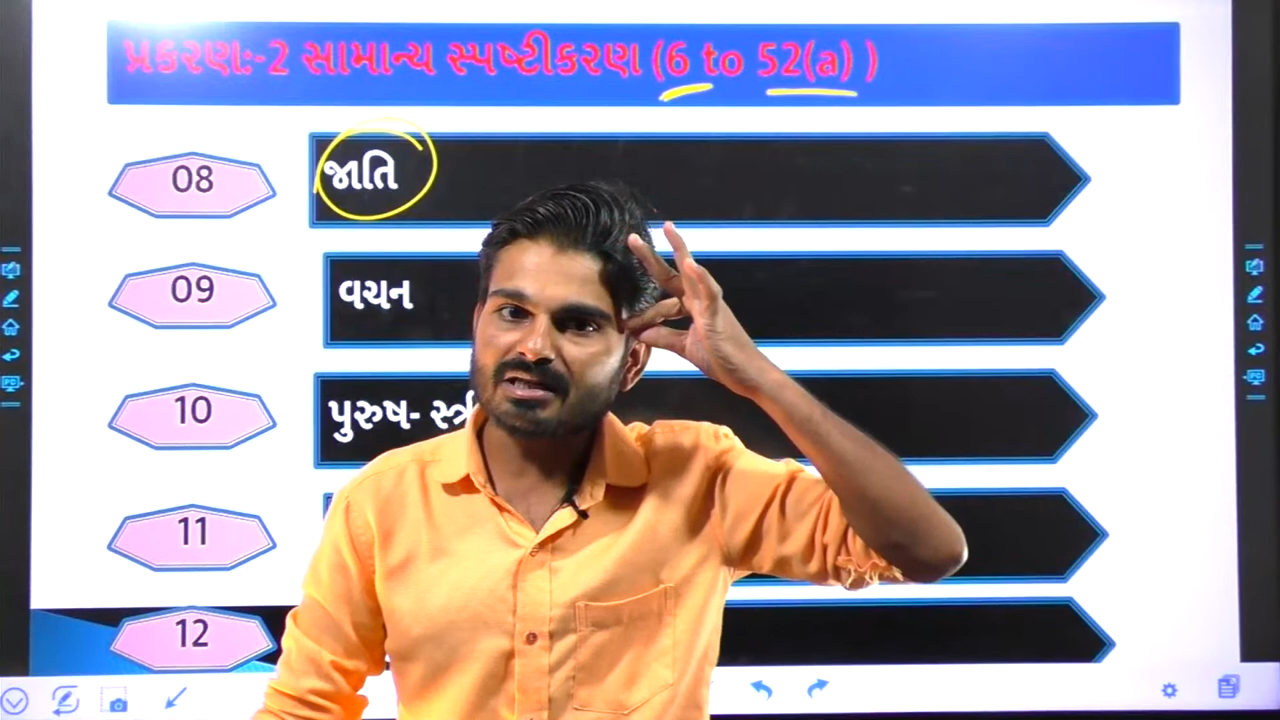 પ્રકરણઃ-2 સામાન્ય સ્પષ્ટીકરણ (6 to 52(a) )
08 જાતિ
09 વચન
10 પુરુષ-
11
12